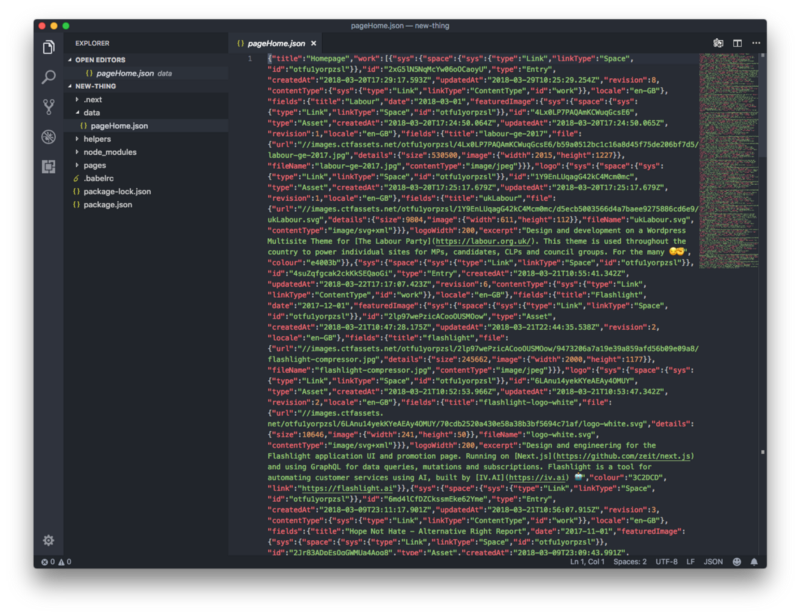 pageHome.json — new-thing
EXPLORER
OPEN EDITORS
{} pageHome.json data
NEW-THING
.next
data
{} pageHome.json
helpers
node_modules
pages
.babelrc
{} package-lock.json
{} package.json
{} pageHome.json ×
1 {"title":"Homepage","work":[{"sys":{"space":{"sys":{"type":"Link","linkType":"Space",
"id":"otfu1yorpzsl"}},"id":"2xG5lN5NqMcYw06oOCaoyU","type":"Entry",
"createdAt":"2018-03-20T17:29:17.593Z","updatedAt":"2018-09-10T10:25:29.254Z","revision":8,
"contentType":{"sys":{"type":"Link","linkType":"ContentType","id":"work"}},"locale":"en-GB"},
"fields":{"title":"Labour","date":"2018-03-01","featuredImage":{"sys":{"space":{"sys":
{"type":"Link","linkType":"Space","id":"otfu1yorpzsl"}},"id":"4Lx0LP7PAQAmKCWuqGcsE6",
"type":"Asset","createdAt":"2018-03-20T17:24:50.064Z","updatedAt":"2018-03-20T17:24:50.065Z",
"revision":1,"locale":"en-GB"},"fields":{"title":"labour-ge-2017","file":
{"url":"//images.ctfassets.net/otfu1yorpzsl/4Lx0LP7PAQAmKCWuqGcsE6/b59a0512bc1c16a8d45f75de206bf7d5/
labour-ge-2017.jpg","details":{"size":530500,"image":{"width":2015,"height":1227}},
"fileName":"labour-ge-2017.jpg","contentType":"image/jpeg"}}},"logo":{"sys":{"space":{"sys":
{"type":"Link","linkType":"Space","id":"otfu1yorpzsl"}},"id":"1Y9EnLUqagG42kC4Mcm0mc",
"type":"Asset","createdAt":"2018-03-20T17:25:17.679Z","updatedAt":"2018-03-20T17:25:17.679Z",
"revision":1,"locale":"en-GB"},"fields":{"title":"ukLabour","file":
{"url":"//images.ctfassets.net/otfu1yorpzsl/1Y9EnLUqagG42kC4Mcm0mc/d5ecb5003566d4a7baee9275886cd6e9/
ukLabour.svg","details":{"size":9804,"image":{"width":611,"height":112}},"fileName":"ukLabour.svg",
"contentType":"image/svg+xml"}}},"logoWidth":200,"excerpt":"Design and development on a Wordpress
Multisite Theme for [The Labour Party](https://labour.org.uk/). This theme is used throughout the
country to power individual sites for MPs, candidates, CLPs and council groups. For the many
"colour":"e4003b"}},{"sys":{"space":{"sys":{"type":"Link","linkType":"Space","id":"otfu1yorpzsl"}},
"id":"4suZqfgcak2ckKkSEQaoGi","type":"Entry","createdAt":"2018-03-21T10:55:41.342Z",
"updatedAt":"2018-03-22T17:17:07.423Z","revision":6,"contentType":{"sys":{"type":"Link",
"linkType":"ContentType","id":"work"}},"locale":"en-GB"},"fields":{"title":"Flashlight",
"date":"2017-12-01","featuredImage":{"sys":{"space":{"sys":{"type":"Link","linkType":"Space",
"id":"otfu1yorpzsl"}},"id":"2lp97wePzicACooOUSMOow","type":"Asset",
"createdAt":"2018-03-21T10:47:28.175Z","updatedAt":"2018-03-21T22:44:35.538Z","revision":2,
"locale":"en-GB"},"fields":{"title":"flashlight","file":
{"url":"//images.ctfassets.net/otfu1yorpzsl/2lp97wePzicACooOUSMOow/9473206a7a19e39a859afd56b09e09a8/
flashlight-compressor.jpg","details":{"size":245662,"image":{"width":2000,"height":1177}},
"fileName":"flashlight-compressor.jpg","contentType":"image/jpeg"}}},"logo":{"sys":{"space":{"sys":
{"type":"Link","linkType":"Space","id":"otfu1yorpzsl"}},"id":"6LAnu14yekKYeAEAy4OMUY",
"type":"Asset","createdAt":"2018-03-21T10:52:53.966Z","updatedAt":"2018-03-21T10:53:47.342Z",
"revision":2,"locale":"en-GB"},"fields":{"title":"flashlight-logo-white","file":
{"url":"//images.ctfassets.
net/otfu1yorpzsl/6LAnu14yekKYeAEAy4OMUY/70cdb2520a430e58a38b3bf5694c71af/logo-white.svg","details":
{"size":10646,"image":{"width":241,"height":50}},"fileName":"logo-white.svg",
"contentType":"image/svg+xml"}}},"logoWidth":200,"excerpt":"Design and engineering for the
Flashlight application UI and promotion page. Running on [Next.js](https://github.com/zeit/next.js)
and using GraphQL for data queries, mutations and subscriptions. Flashlight is a tool for
automating customer services using AI, built by [IV.AI](https://iv.ai) ","colour":"3C2DCD",
"link":"https://flashlight.ai"}},{"sys":{"space":{"sys":{"type":"Link","linkType":"Space",
"id":"otfu1yorpzsl"}},"id":"6md4lCfDZCkssmEke62Yme","type":"Entry",
"createdAt":"2018-03-09T23:11:17.901Z","updatedAt":"2018-03-21T10:56:07.915Z","revision":3,
"contentType":{"sys":{"type":"Link","linkType":"ContentType","id":"work"}},"locale":"en-GB"},
"fields":{"title":"Hope Not Hate - Alternative Right Report","date":"2017-11-01","featuredImage":
{"sys":{"space":{"sys":{"type":"Link","linkType":"Space","id":"otfu1yorpzsl"}},
"type":"Asset","createdAt":"2018-03-09T23:09:43.991Z",
0 0
Ln 1, Col 1 Spaces: 2 UTF-8 LF JSON